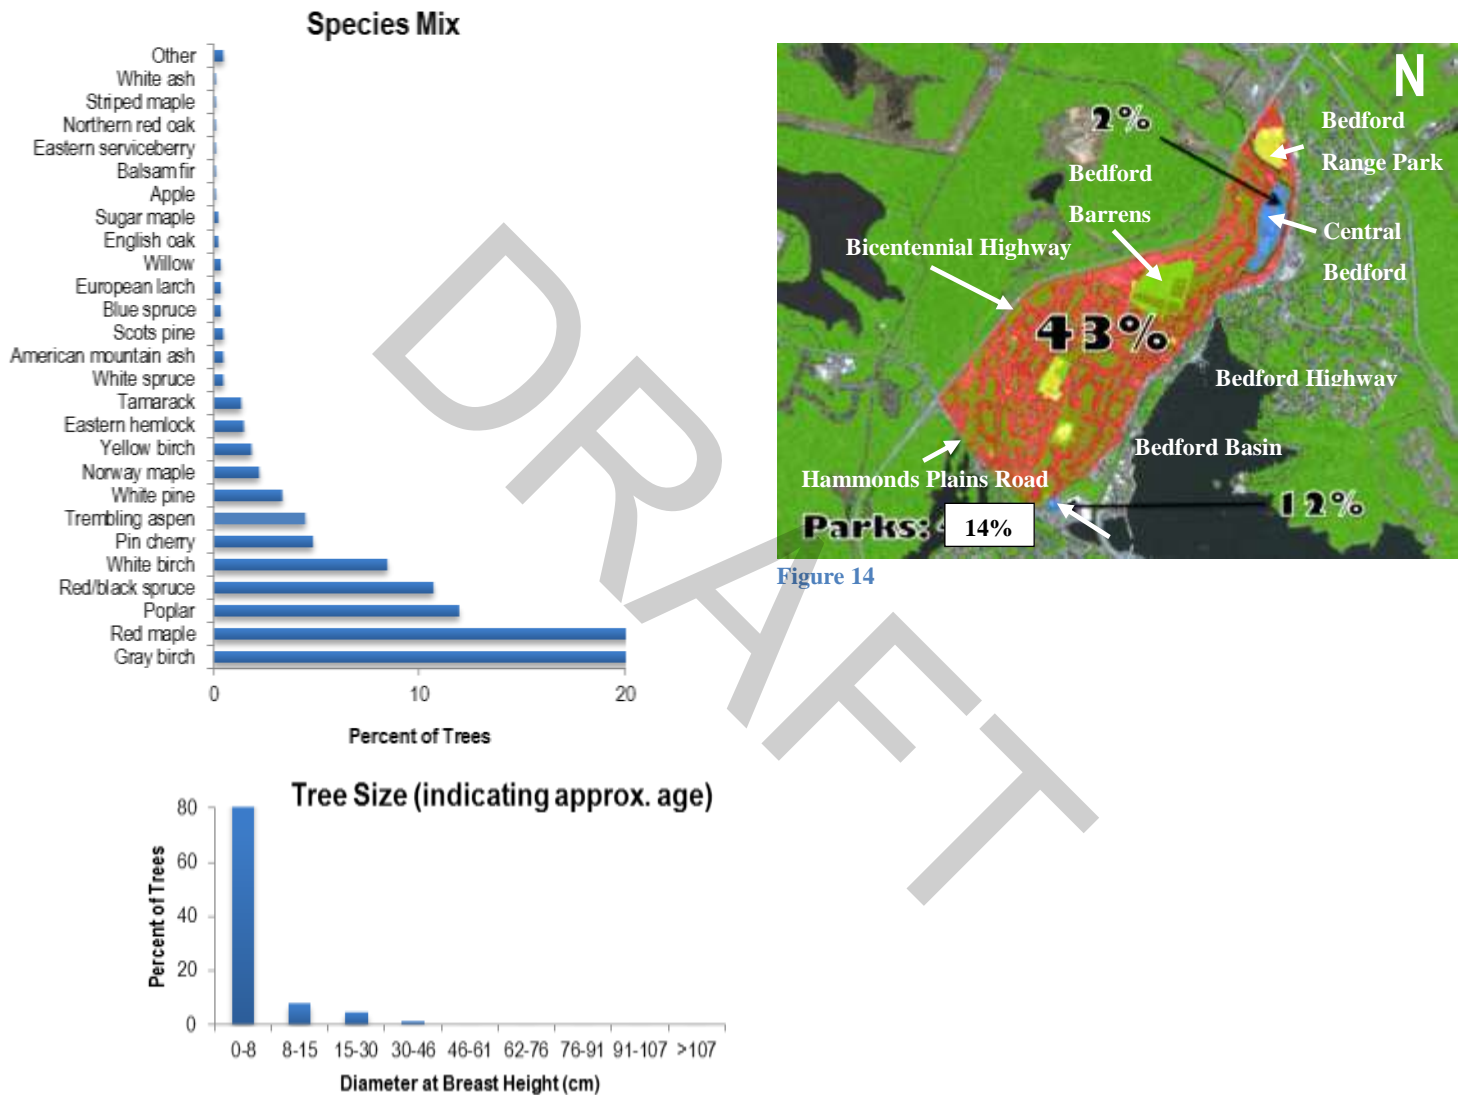 Species Mix
Other
White ash
Striped maple
Northern red oak
Eastern serviceberry
Balsam fir
Apple
Sugar maple
English oak
Willow
European larch
Blue spruce
Scots pine
American mountain ash
White spruce
Tamarack
Eastern hemlock
Yellow birch
Norway maple
White pine
Trembling aspen
Pin cherry
White birch
Red/black spruce
Poplar
Red maple
Gray birch
0 10 20
Percent of Trees
N
2%
Bedford
Range Park
Bedford
Barrens
Central
Bedford
Bicentennial Highway
43%
Bedford Highway
Bedford Basin
Hammonds Plains Road
12%
Parks: 14%
Figure 14
DRAFT
Tree Size (indicating approx. age)
Percent of Trees
80
60
40
20
0
0-8 8-15 15-30 30-46 46-61 62-76 76-91 91-107 >107
Diameter at Breast Height (cm)